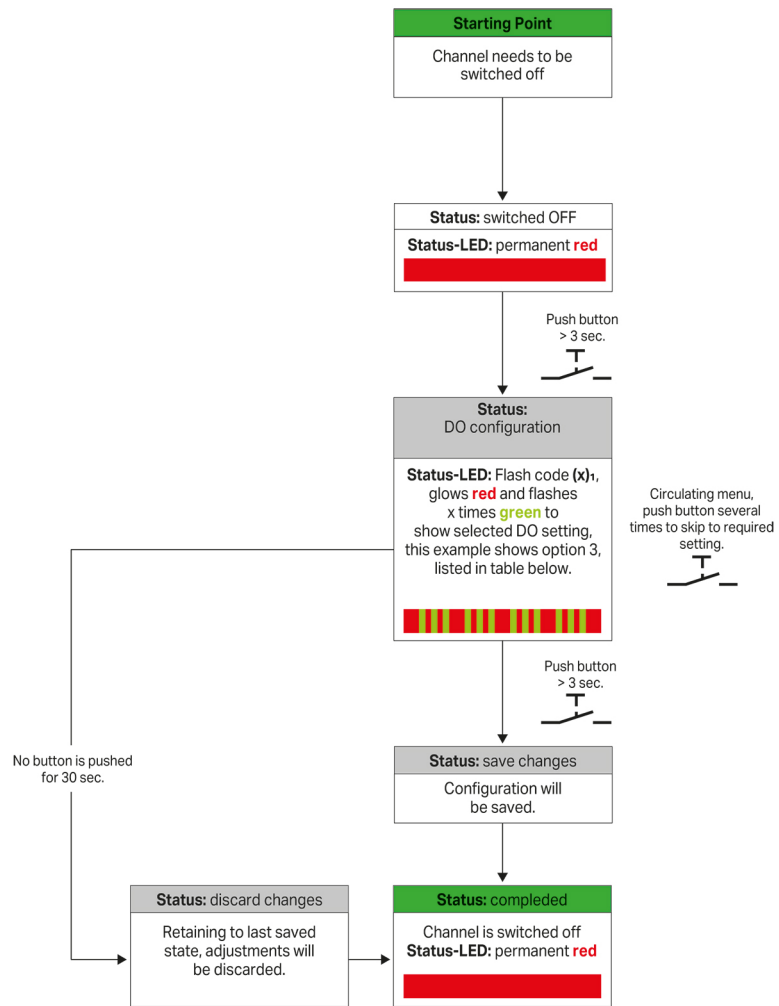 Starting Point
Channel needs to be
switched off
Status: switched OFF
Status-LED: permanent red
Push button
> 3 sec.
Status:
DO configuration
Status-LED: Flash code (x)₁,
glows red and flashes
x times green to
show selected DO setting,
this example shows option 3,
listed in table below.
Circulating menu,
push button several
times to skip to required
setting.
Push button
> 3 sec.
No button is pushed
for 30 sec.
Status: save changes
Configuration will
be saved.
Status: discard changes
Retaining to last saved
state, adjustments will
be discarded.
Status: compleded
Channel is switched off
Status-LED: permanent red